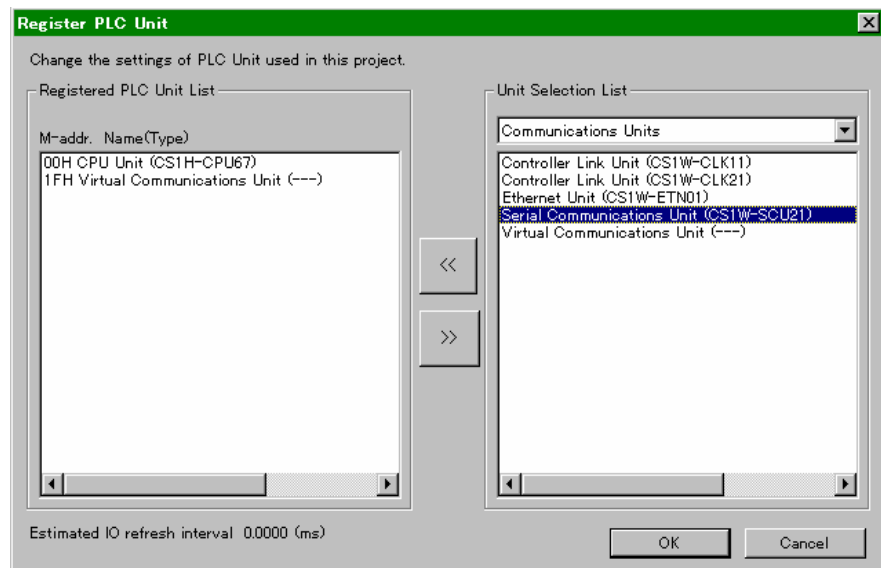 Register PLC Unit
Change the settings of PLC Unit used in this project.
Registered PLC Unit List
M-addr. Name(Type)
00H CPU Unit (CS1H-CPU67)
1FH Virtual Communications Unit (---)
<<
>>
Unit Selection List
Communications Units
Controller Link Unit (CS1W-CLK11)
Controller Link Unit (CS1W-CLK21)
Ethernet Unit (CS1W-ETN01)
Serial Communications Unit (CS1W-SCU21)
Virtual Communications Unit (---)
Estimated IO refresh interval 0.0000 (ms)
OK
Cancel